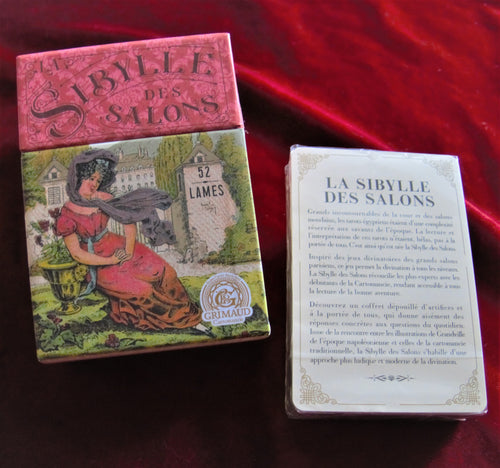 LA
SIBYLLE
DES
SALONS
52
LAMES
GRIMAUD
Cartomancie
LA SIBYLLE
DES SALONS
Grands incontournables de la cour et des salons
mondains, les tarots égyptiens étaient d'une complexité
réservée aux savants de l'époque. La lecture et
l'interprétation de ces tarots n'étaient, hélas, pas à la
portée de tous. C'est ainsi qu'est née la Sibylle des Salons.
Inspiré des jeux divinatoires des grands salons
parisiens, ce jeu permet la divination à tous les niveaux.
La Sibylle des Salons réconcilie les plus experts avec les
débutants de la Cartomancie, rendant accessible à tous
la lecture de la bonne aventure.
Découvrez un coffret dépouillé d'artifices et
à la portée de tous, qui donne aisément des
réponses concrètes aux questions du quotidien.
Issue de la rencontre entre les illustrations de Grandville
de l'époque napoléonienne et celles de la cartomancie
traditionnelle, la Sibylle des Salons s'habille d'une
approche plus ludique et moderne de la divination.